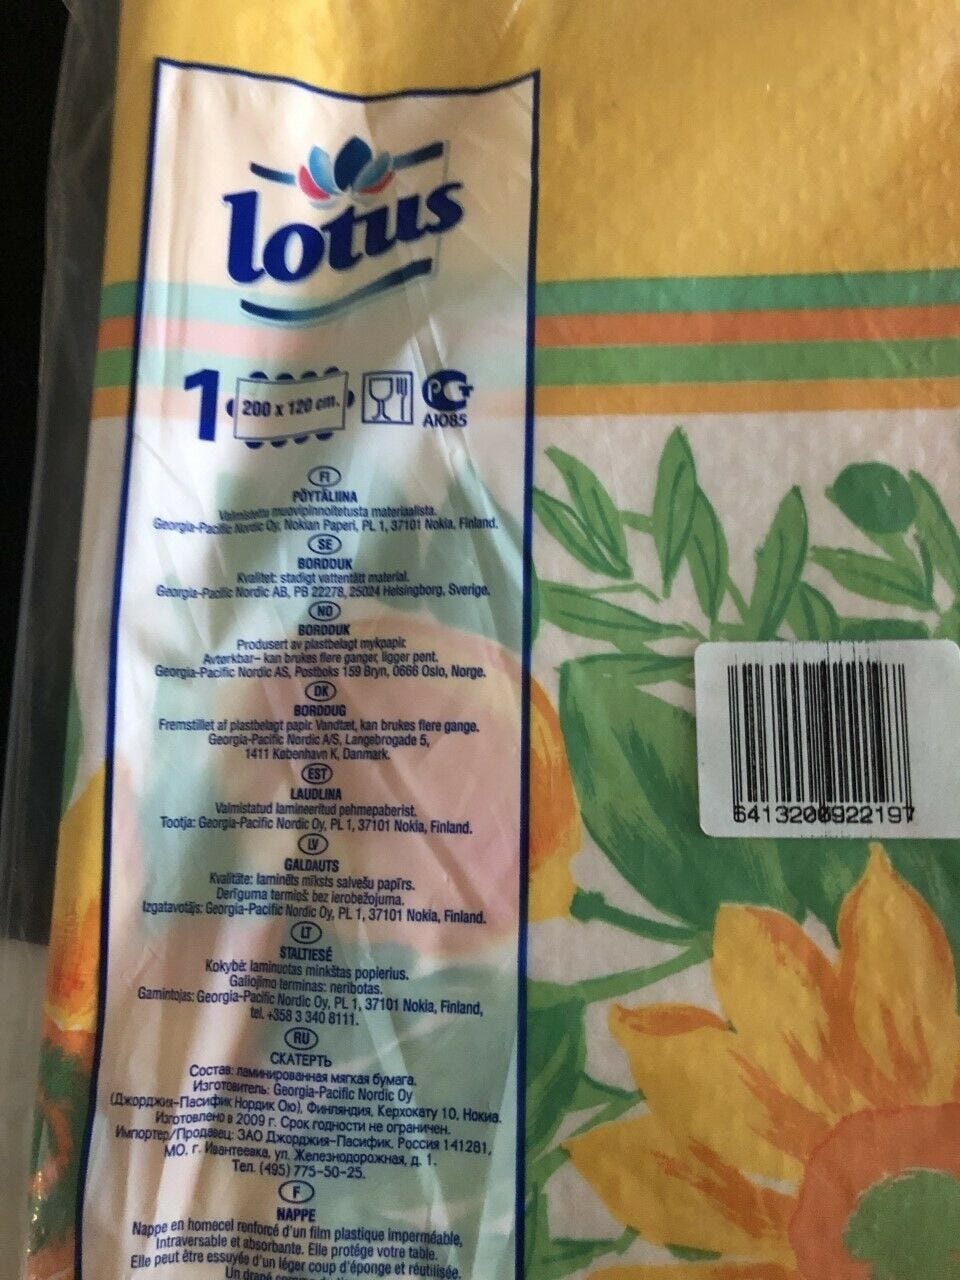 lotus
1 200 x 120 cm. PCT
АЮ85
FI
PÖYTÄLIINA
Valmistettu muovipinnoitetusta materiaalista.
Georgia-Pacific Nordic Oy, Nokian Paperi, PL 1, 37101 Nokia, Finland.
SE
BORDDUK
Kvalitet: stadigt vattentätt material.
Georgia-Pacific Nordic AB, PB 22278, 25024 Helsingborg, Sverige.
NO
BORDDUK
Produsert av plastbelagt mykpapir.
Avtørkbar- kan brukes flere ganger, ligger pent.
Georgia-Pacific Nordic AS, Postboks 159 Bryn, 0666 Oslo, Norge.
DK
BORDDUG
Fremstillet af plastbelagt papir. Vandtæt, kan brukes flere gange.
Georgia-Pacific Nordic A/S, Langebrogade 5,
1411 København K, Danmark.
EST
LAUDLINA
Valmistatud lamineeritud pehmepaberist.
Tootja: Georgia-Pacific Nordic Oy, PL 1, 37101 Nokia, Finland.
LV
GALDAUTS
Kvalitāte: laminēts mīksts salvešu papīrs.
Derīguma termiņš: bez ierobežojuma.
Izgatavotājs: Georgia-Pacific Nordic Oy, PL 1, 37101 Nokia, Finland.
LT
STALTIESĖ
Kokybė: laminuotas minkštas popierius.
Galiojimo terminas: neribotas.
Gamintojas: Georgia-Pacific Nordic Oy, PL 1, 37101 Nokia, Finland,
tel. +358 3 340 8111.
RU
СКАТЕРТЬ
Состав: ламинированная мягкая бумага.
Изготовитель: Georgia-Pacific Nordic Oy
(Джорджия-Пасифик Нордик Ою), Финляндия, Керхокату 10, Нокиа.
Изготовлено в 2009 г. Срок годности не ограничен.
Импортер/Продавец: ЗАО Джорджия-Пасифик, Россия 141281,
МО, г. Ивантеевка, ул. Железнодорожная, д. 1.
Тел. (495) 775-50-25.
F
NAPPE
Nappe en homecel renforcé d'un film plastique imperméable,
Intraversable et absorbante. Elle protège votre table.
Elle peut être essuyée d'un léger coup d'éponge et réutilisée.
Un drapé
6413200922197